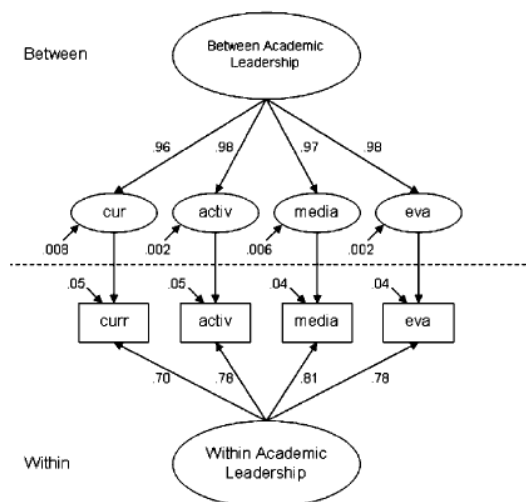 Between
Between Academic
Leadership
.96
.98
.97
.98
cur
activ
media
eva
.008
.002
.006
.002
.05
.05
.04
.04
curr
activ
media
eva
.70
.78
.81
.78
Within
Within Academic
Leadership